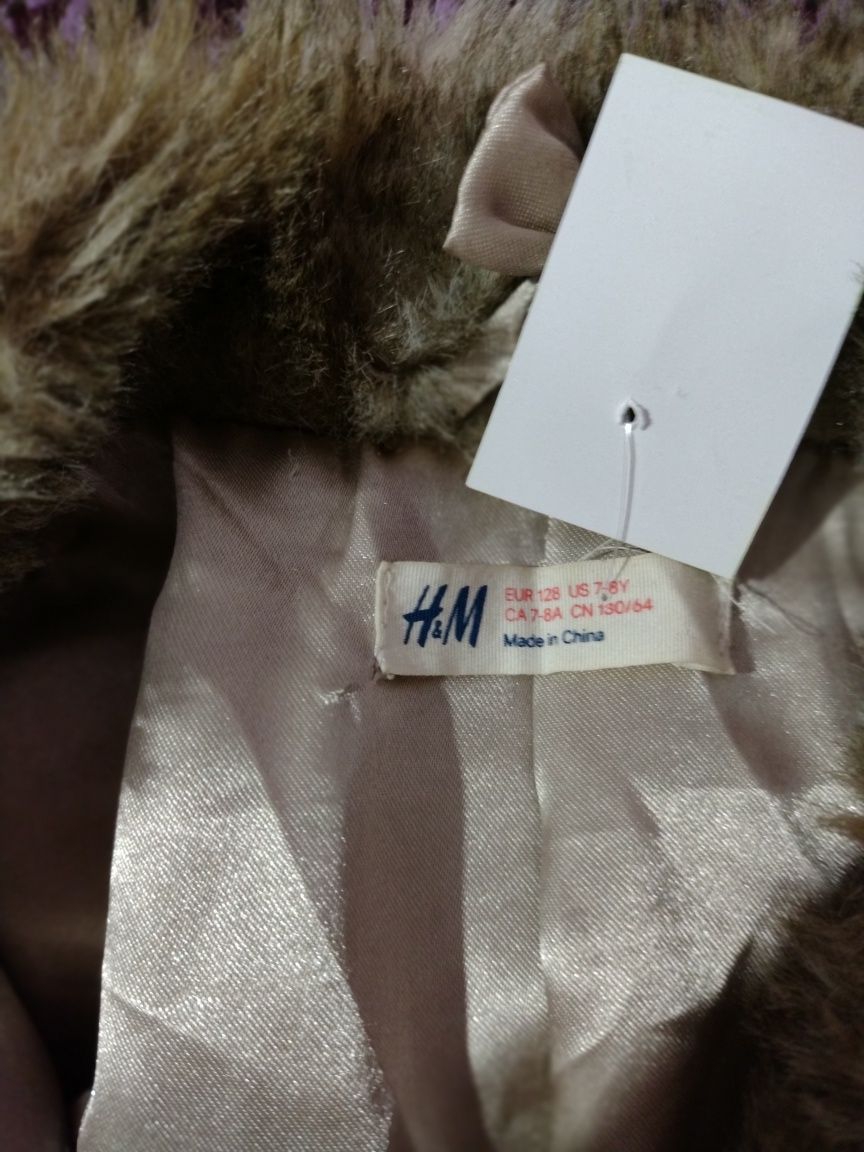 H&M
EUR 128 US 7-8Y
CA 7-8A CN 130/64
Made in China